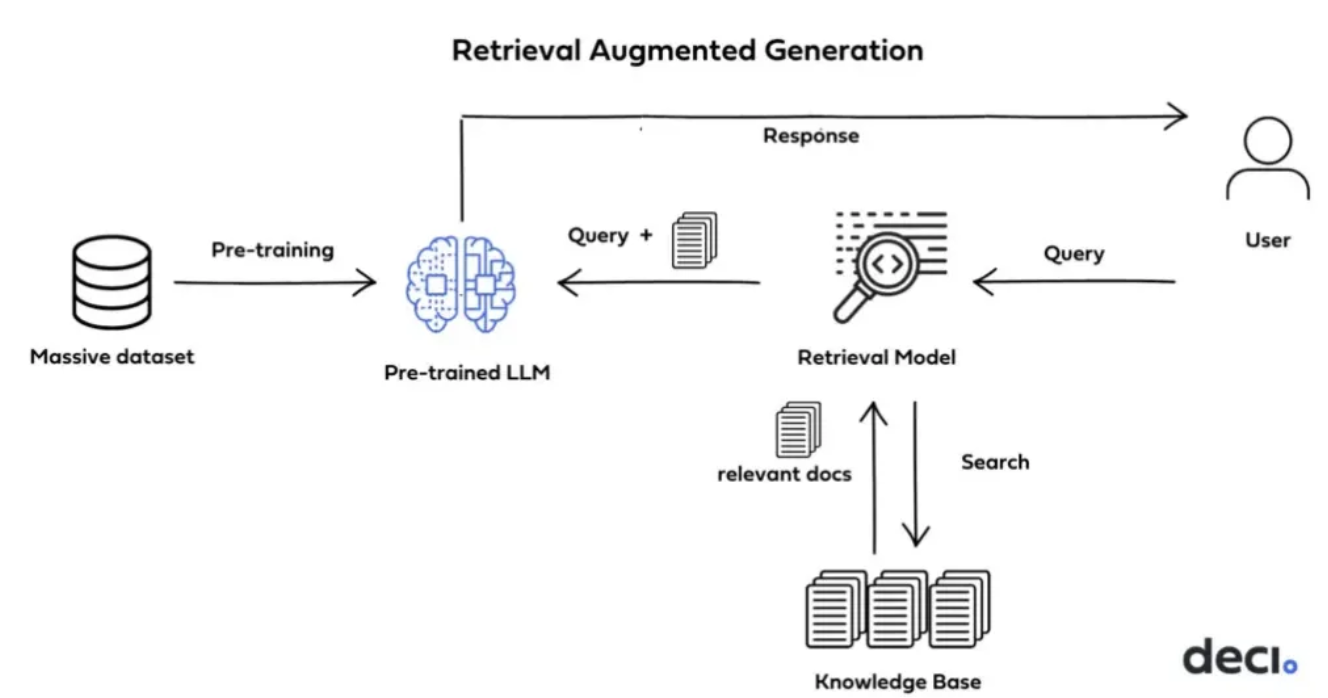 Retrieval Augmented Generation
Response
User
Pre-training
Query +
Query
Massive dataset
Pre-trained LLM
Retrieval Model
relevant docs
Search
Knowledge Base
deci.